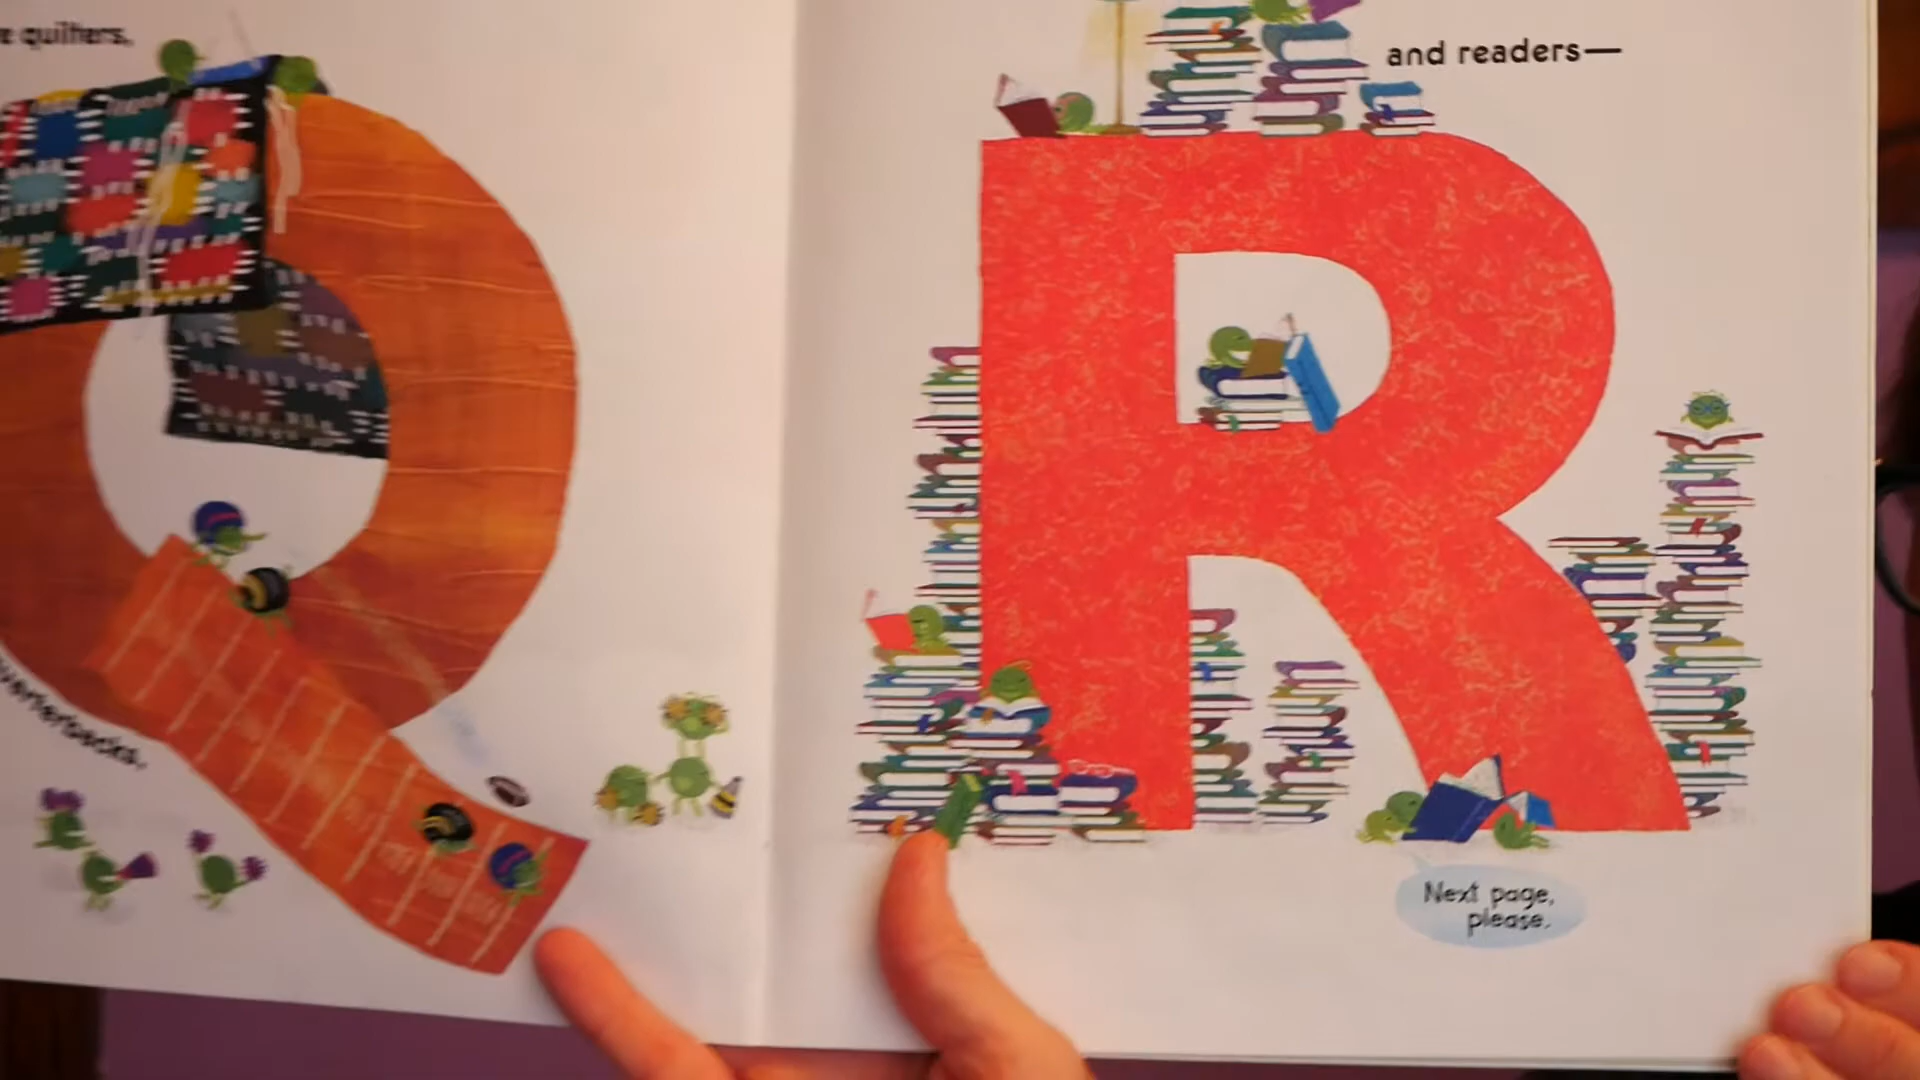 quilters,
and readers—
Next page,
please.